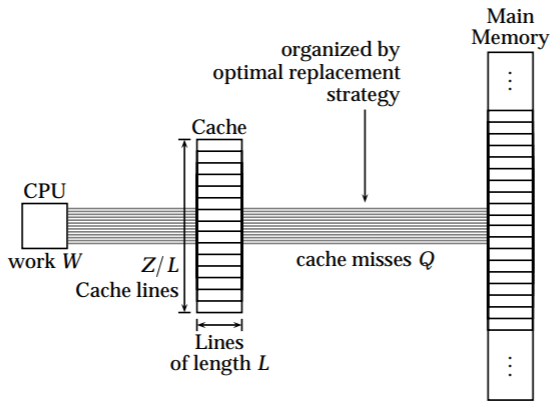 Main
Memory
organized by
optimal replacement
strategy
⋮
Cache
CPU
work W
Z/L
Cache lines
cache misses Q
Lines
of length L
⋮